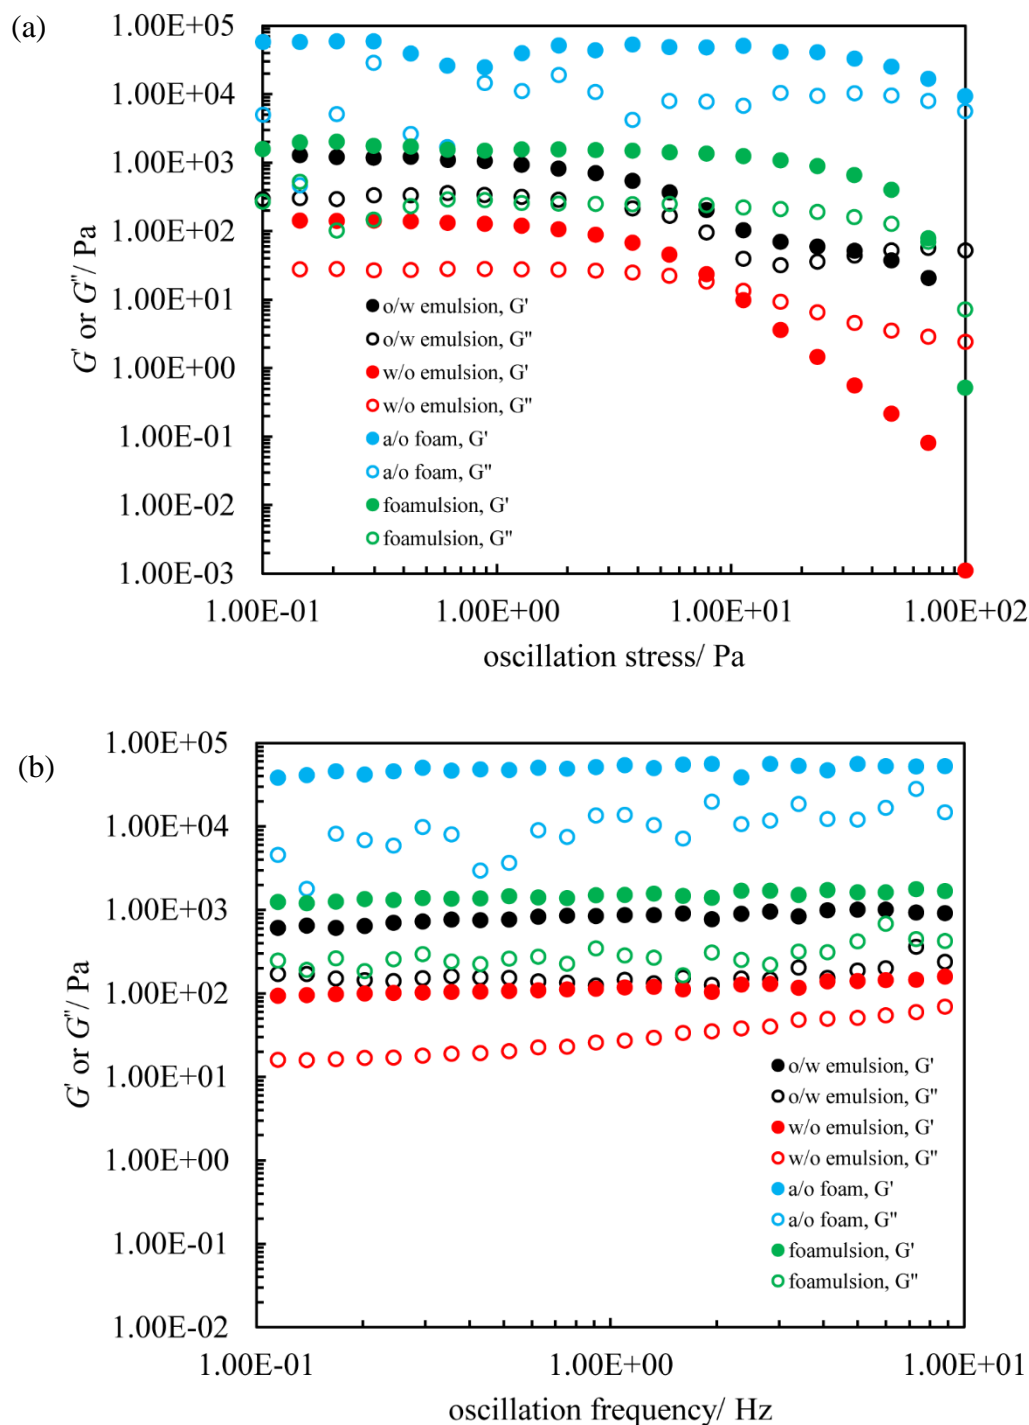 (a)
1.00E+05
1.00E+04
1.00E+03
1.00E+02
1.00E+01
1.00E+00
1.00E-01
1.00E-02
1.00E-03
G' or G''/ Pa
o/w emulsion, G'
o/w emulsion, G"
w/o emulsion, G'
w/o emulsion, G"
a/o foam, G'
a/o foam, G"
foamulsion, G'
foamulsion, G"
1.00E-01 1.00E+00 1.00E+01 1.00E+02
oscillation stress/ Pa
(b)
1.00E+05
1.00E+04
1.00E+03
1.00E+02
1.00E+01
1.00E+00
1.00E-01
1.00E-02
G' or G''/ Pa
o/w emulsion, G'
o/w emulsion, G"
w/o emulsion, G'
w/o emulsion, G"
a/o foam, G'
a/o foam, G"
foamulsion, G'
foamulsion, G"
1.00E-01 1.00E+00 1.00E+01
oscillation frequency/ Hz